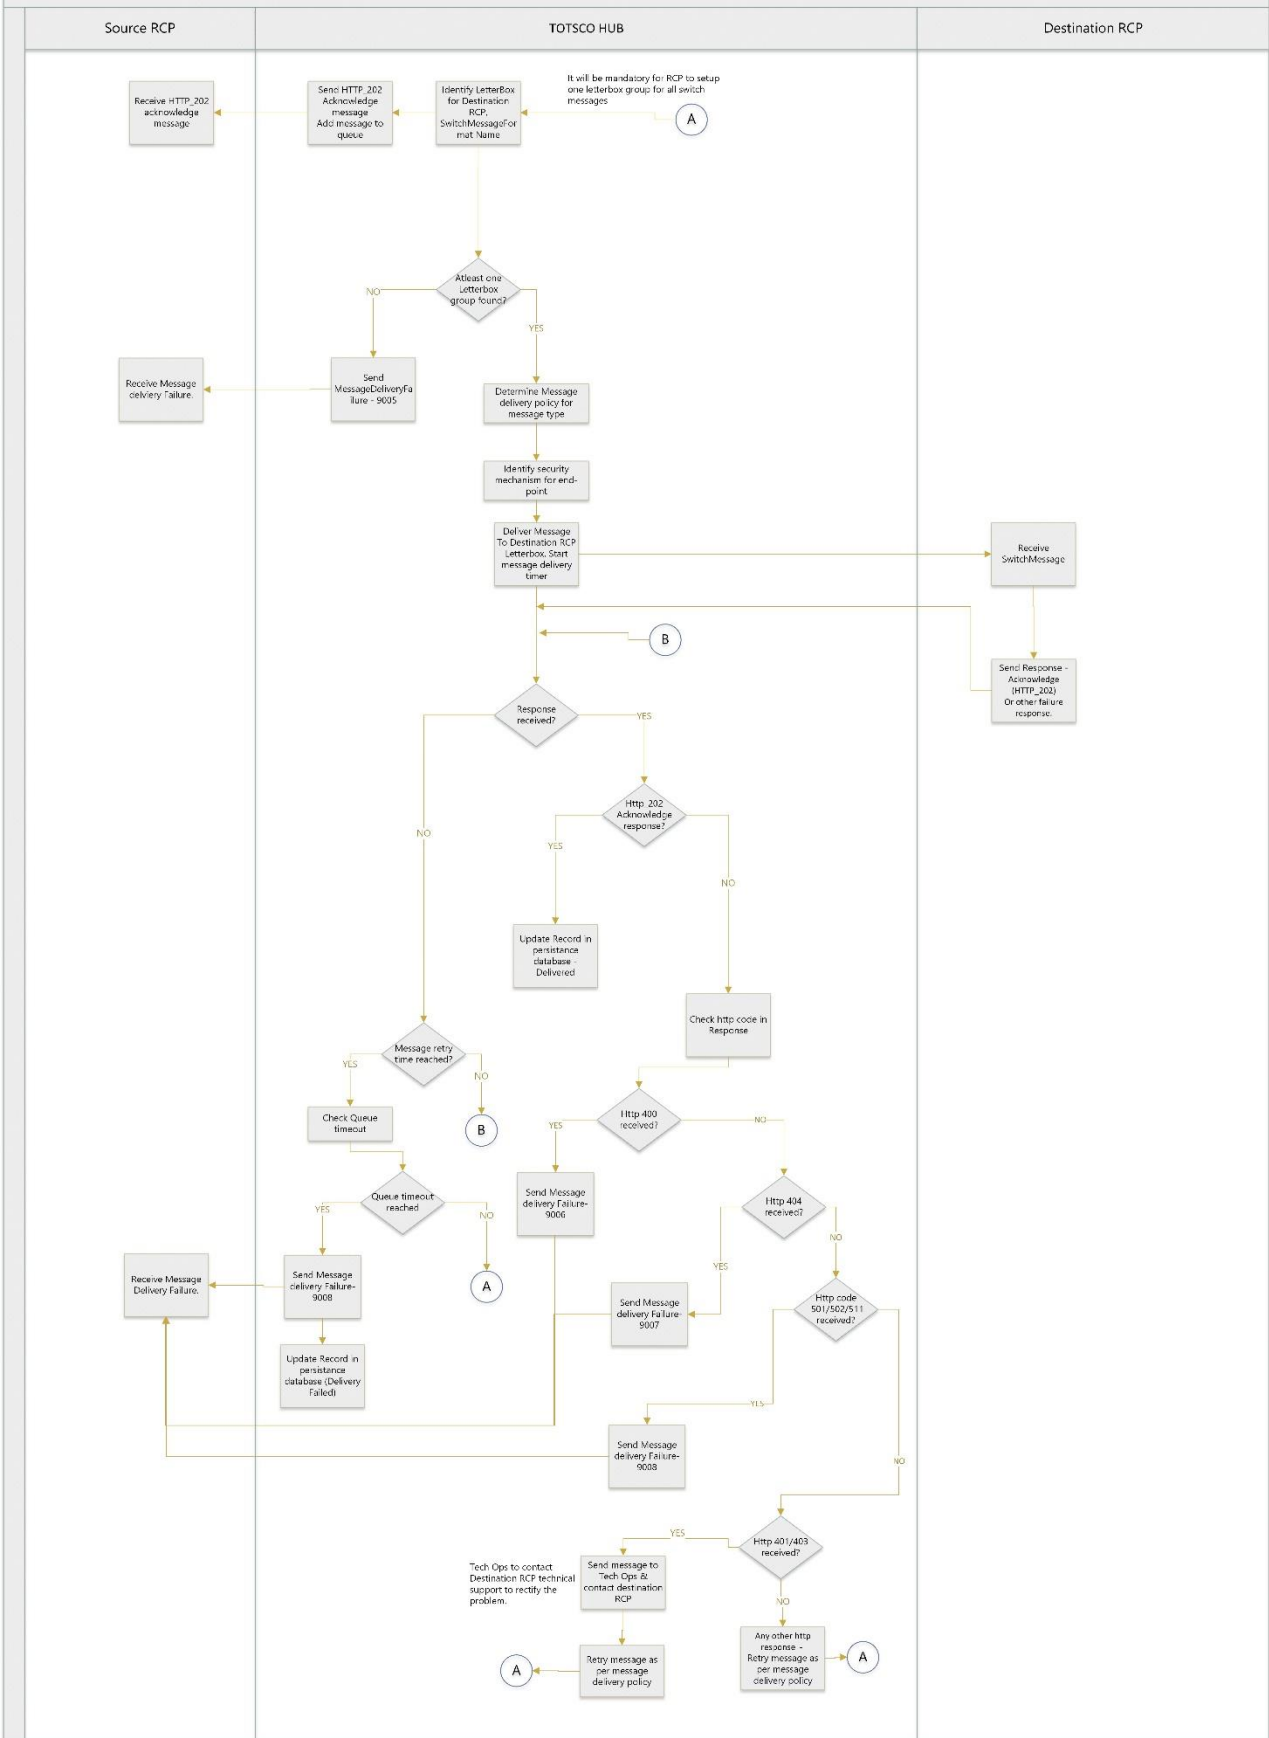 Source RCP
TOTSCO HUB
Destination RCP
It will be mandatory for RCP to setup
one letterbox group for all switch
messages
A
Receive HTTP_202
acknowledge
message
Send HTTP_202
Acknowledge
message
Add message to
queue
Identify LetterBox
for Destination
RCP,
SwitchMessageFor
mat Name
Atleast one
Letterbox
group found?
NO
YES
Receive Message
delviery Failure.
Send
MessageDeliveryFa
ilure - 9005
Determine Message
delivery policy for
message type
Identify security
mechanism for end-
point
Deliver Message
To Destination RCP
Letterbox. Start
message delivery
timer
Receive
SwitchMessage
B
Send Response -
Acknowledge
(HTTP_202)
Or other failure
response.
Response
received?
YES
NO
Http_202
Acknowledge
response?
YES
NO
Update Record in
persistance
database -
Delivered
Check http code in
Response
Message retry
time reached?
YES
NO
B
Check Queue
timeout
Http 400
received?
YES
NO
Queue timeout
reached
YES
NO
A
Send Message
delivery Failure-
9006
Http 404
received?
YES
NO
Receive Message
Delivery Failure.
Send Message
delivery Failure-
9008
Send Message
delivery Failure-
9007
Http code
501/502/511
received?
YES
NO
Update Record in
persistance
database (Delivery
Failed)
Send Message
delivery Failure-
9008
Http 401/403
received?
YES
NO
Tech Ops to contact
Destination RCP technical
support to rectify the
problem.
Send message to
Tech Ops &
contact destination
RCP
Retry message as
per message
delivery policy
A
Any other http
response -
Retry message as
per message
delivery policy
A